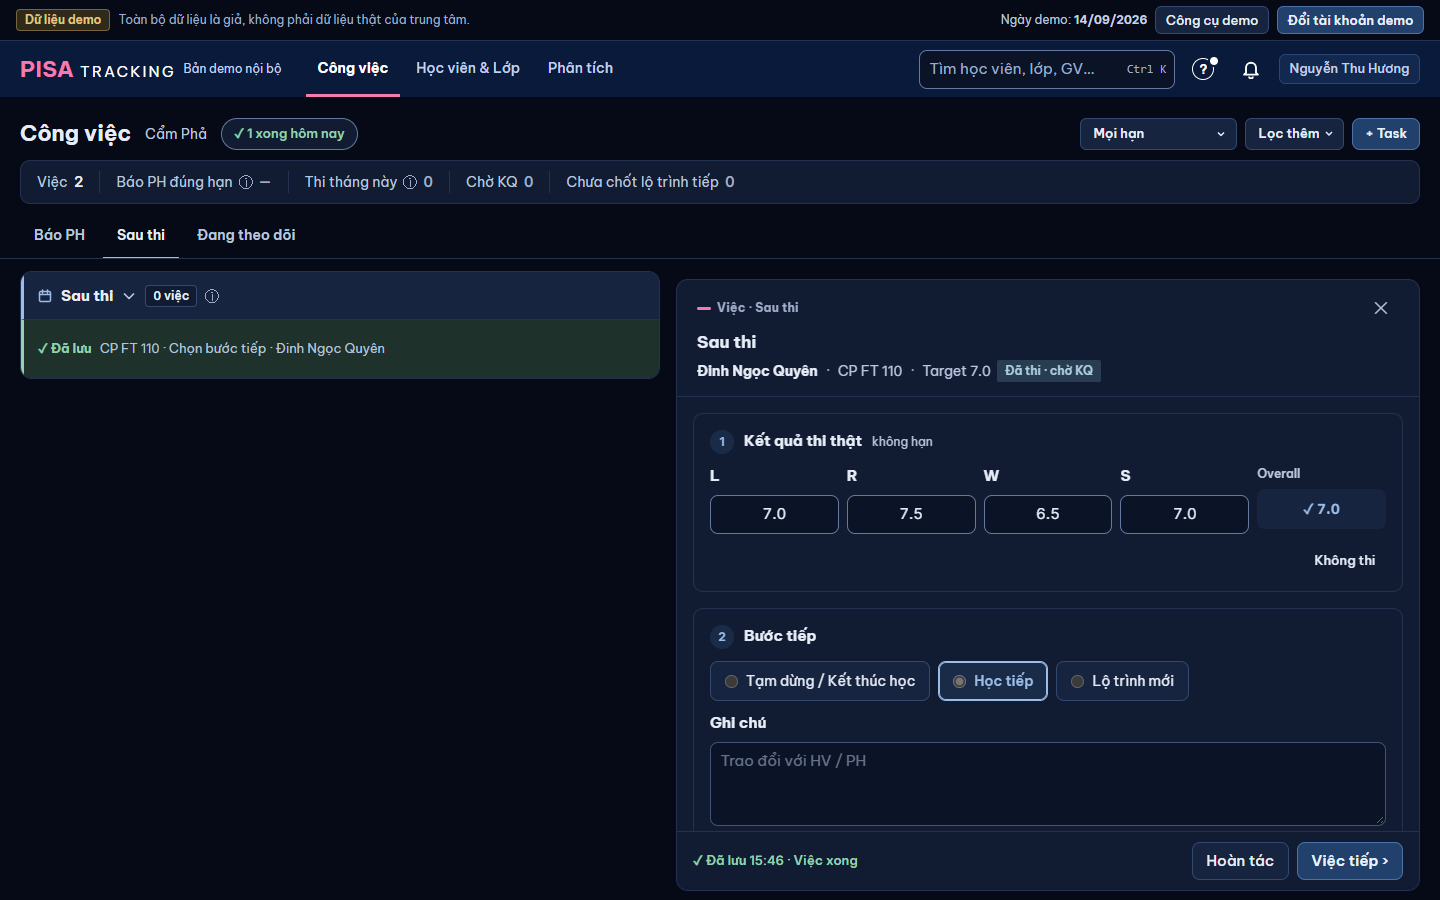 Dữ liệu demo Toàn bộ dữ liệu là giả, không phải dữ liệu thật của trung tâm. Ngày demo: 14/09/2026 Công cụ demo Đổi tài khoản demo
PISA TRACKING Bản demo nội bộ Công việc Học viên & Lớp Phân tích Tìm học viên, lớp, GV... Ctrl K ? Nguyễn Thu Hương
Công việc Cẩm Phả ✓ 1 xong hôm nay Mọi hạn Lọc thêm + Task
Việc 2 Báo PH đúng hạn ⓘ — Thi tháng này ⓘ 0 Chờ KQ 0 Chưa chốt lộ trình tiếp 0
Báo PH Sau thi Đang theo dõi
Sau thi 0 việc ⓘ
✓ Đã lưu CP FT 110 · Chọn bước tiếp · Đinh Ngọc Quyên
Việc · Sau thi
Sau thi
Đinh Ngọc Quyên · CP FT 110 · Target 7.0 Đã thi · chờ KQ
1 Kết quả thi thật không hạn
L R W S Overall
7.0 7.5 6.5 7.0 ✓ 7.0
Không thi
2 Bước tiếp
Tạm dừng / Kết thúc học Học tiếp Lộ trình mới
Ghi chú
Trao đổi với HV / PH
✓ Đã lưu 15:46 · Việc xong Hoàn tác Việc tiếp ›